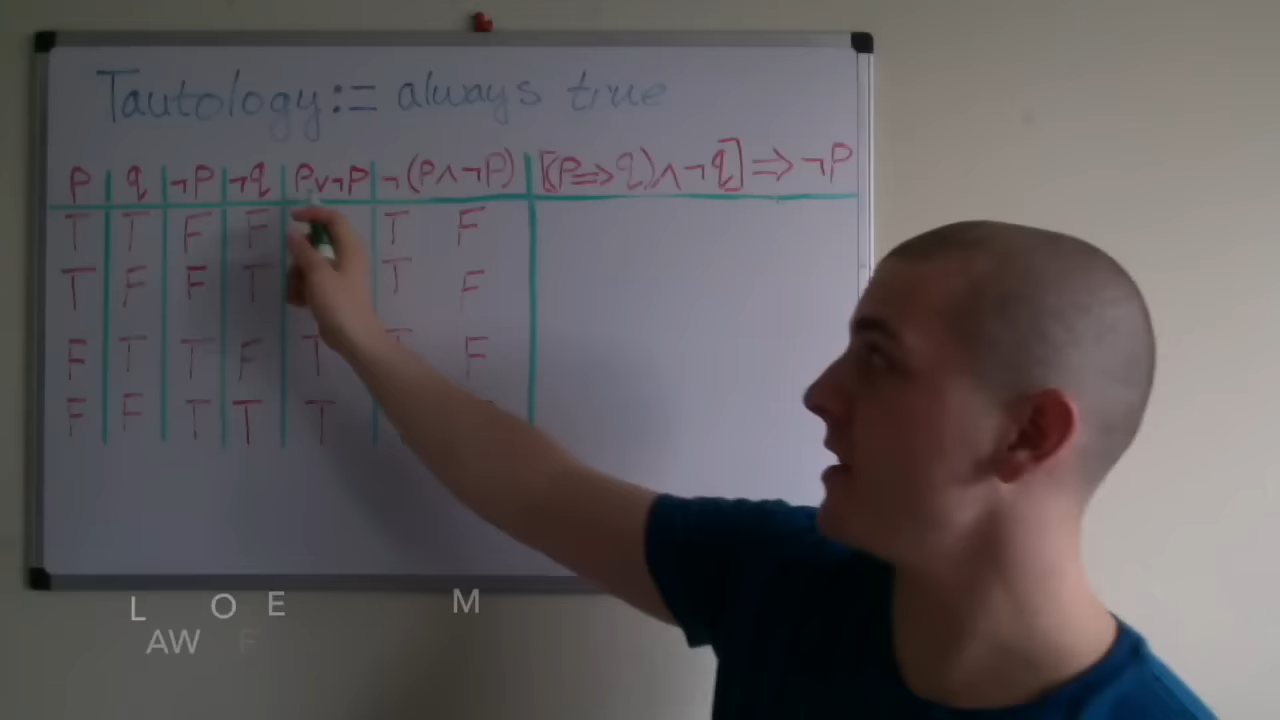 Tautology := always true
p q ¬p ¬q p∨¬p ¬(p∧¬p) [(p⇒q)∧¬q]⇒¬p
T T F F T F
T F F T T F
F T T F T T F
F F T T T
L O E M
AW F